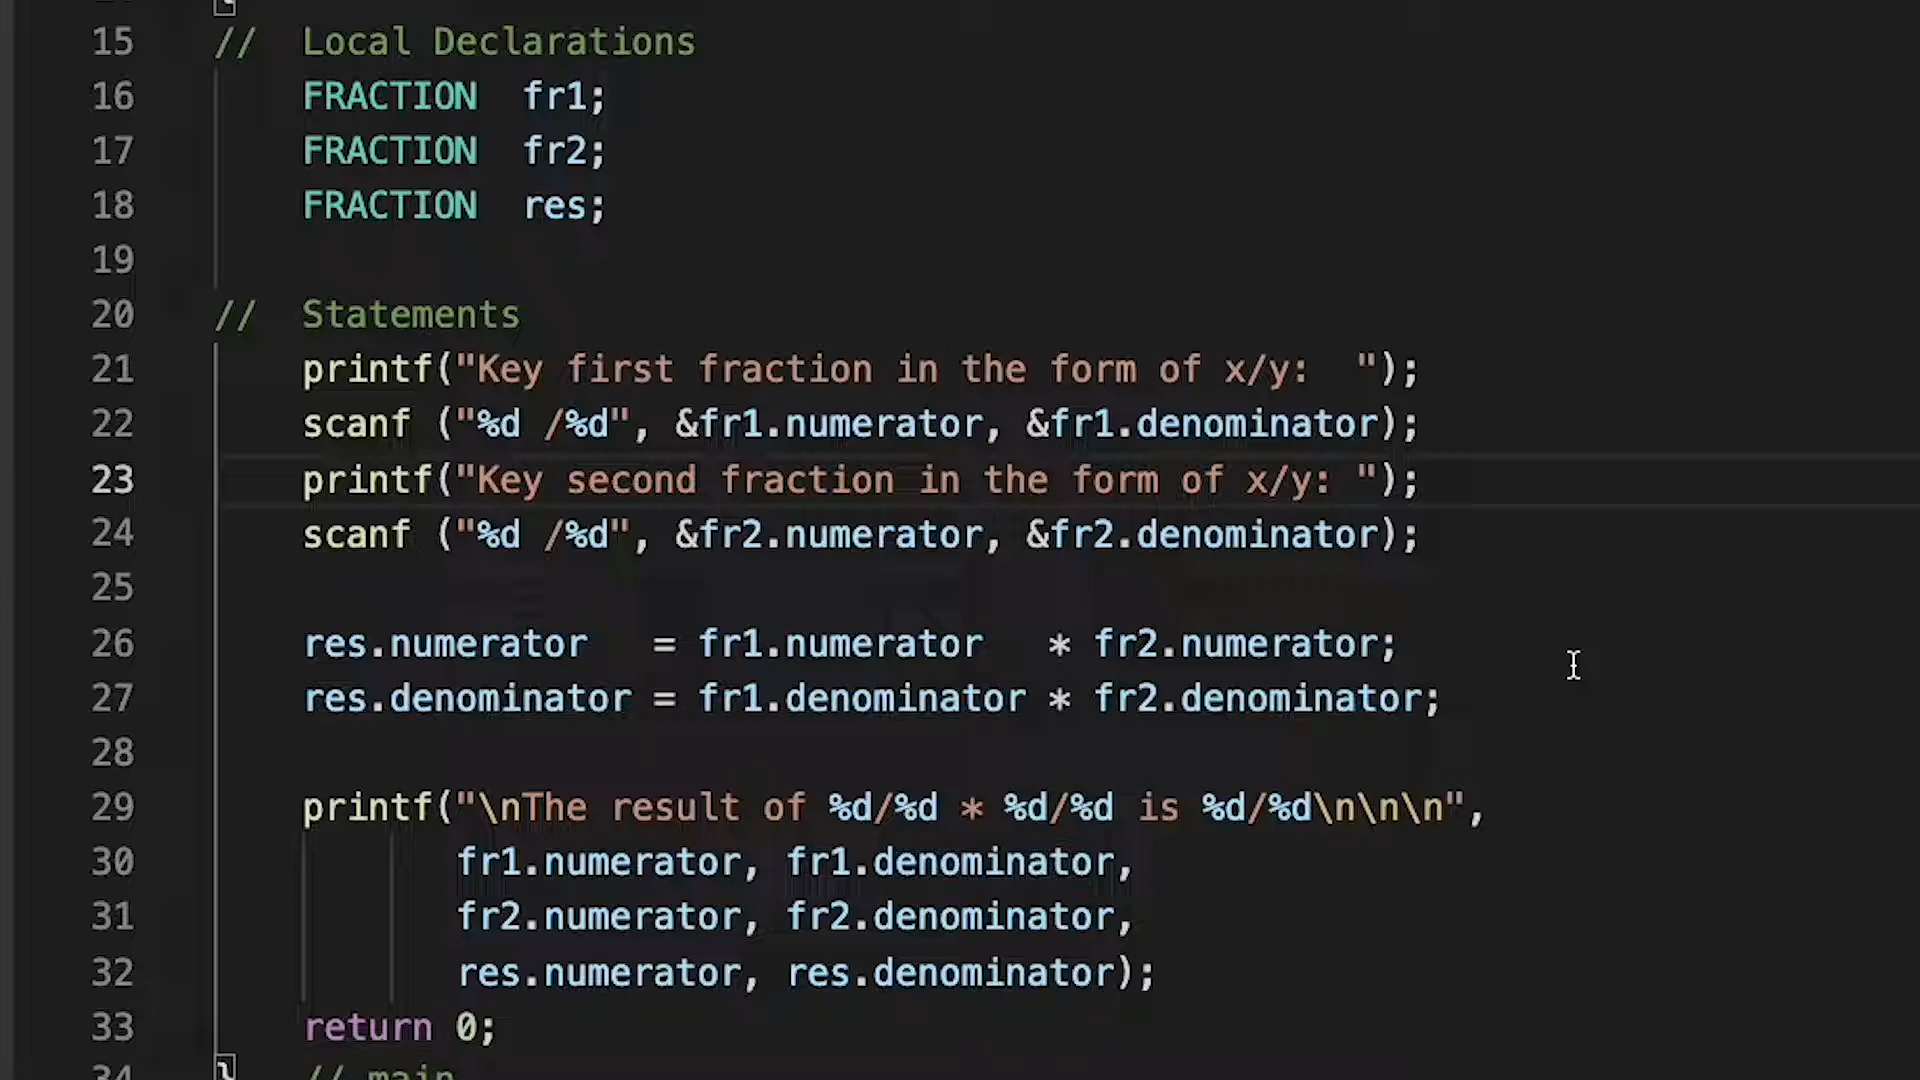 15 //  Local Declarations
16     FRACTION  fr1;
17     FRACTION  fr2;
18     FRACTION  res;
19
20 //  Statements
21     printf("Key first fraction in the form of x/y:  ");
22     scanf ("%d /%d", &fr1.numerator, &fr1.denominator);
23     printf("Key second fraction in the form of x/y: ");
24     scanf ("%d /%d", &fr2.numerator, &fr2.denominator);
25
26     res.numerator   = fr1.numerator   * fr2.numerator;
27     res.denominator = fr1.denominator * fr2.denominator;
28
29     printf("\nThe result of %d/%d * %d/%d is %d/%d\n\n\n",
30            fr1.numerator, fr1.denominator,
31            fr2.numerator, fr2.denominator,
32            res.numerator, res.denominator);
33     return 0;
34 }   // main